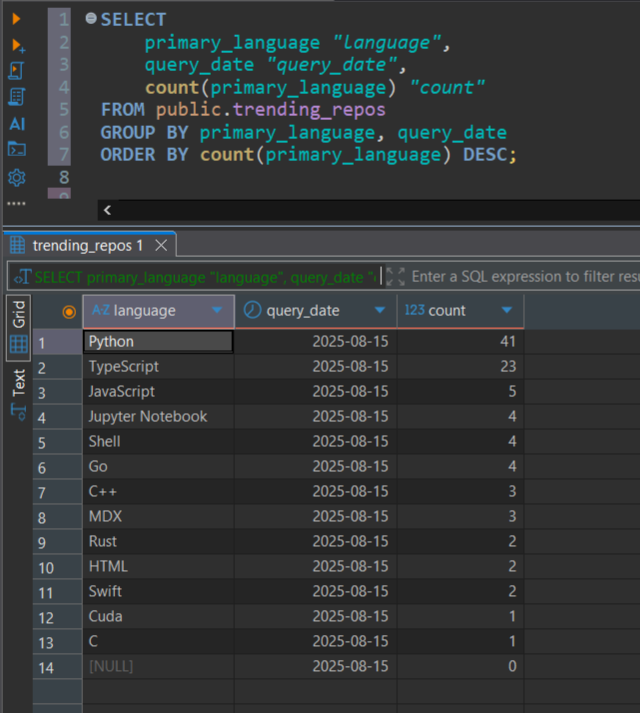 1 SELECT
2 primary_language "language",
3 query_date "query_date",
4 count(primary_language) "count"
5 FROM public.trending_repos
6 GROUP BY primary_language, query_date
7 ORDER BY count(primary_language) DESC;
8
9
AI
trending_repos 1
SELECT primary_language "language", query_date "
Enter a SQL expression to filter
Grid
Text
A-Z language query_date 123 count
1 Python 2025-08-15 41
2 TypeScript 2025-08-15 23
3 JavaScript 2025-08-15 5
4 Jupyter Notebook 2025-08-15 4
5 Shell 2025-08-15 4
6 Go 2025-08-15 4
7 C++ 2025-08-15 3
8 MDX 2025-08-15 3
9 Rust 2025-08-15 2
10 HTML 2025-08-15 2
11 Swift 2025-08-15 2
12 Cuda 2025-08-15 1
13 C 2025-08-15 1
14 [NULL] 2025-08-15 0